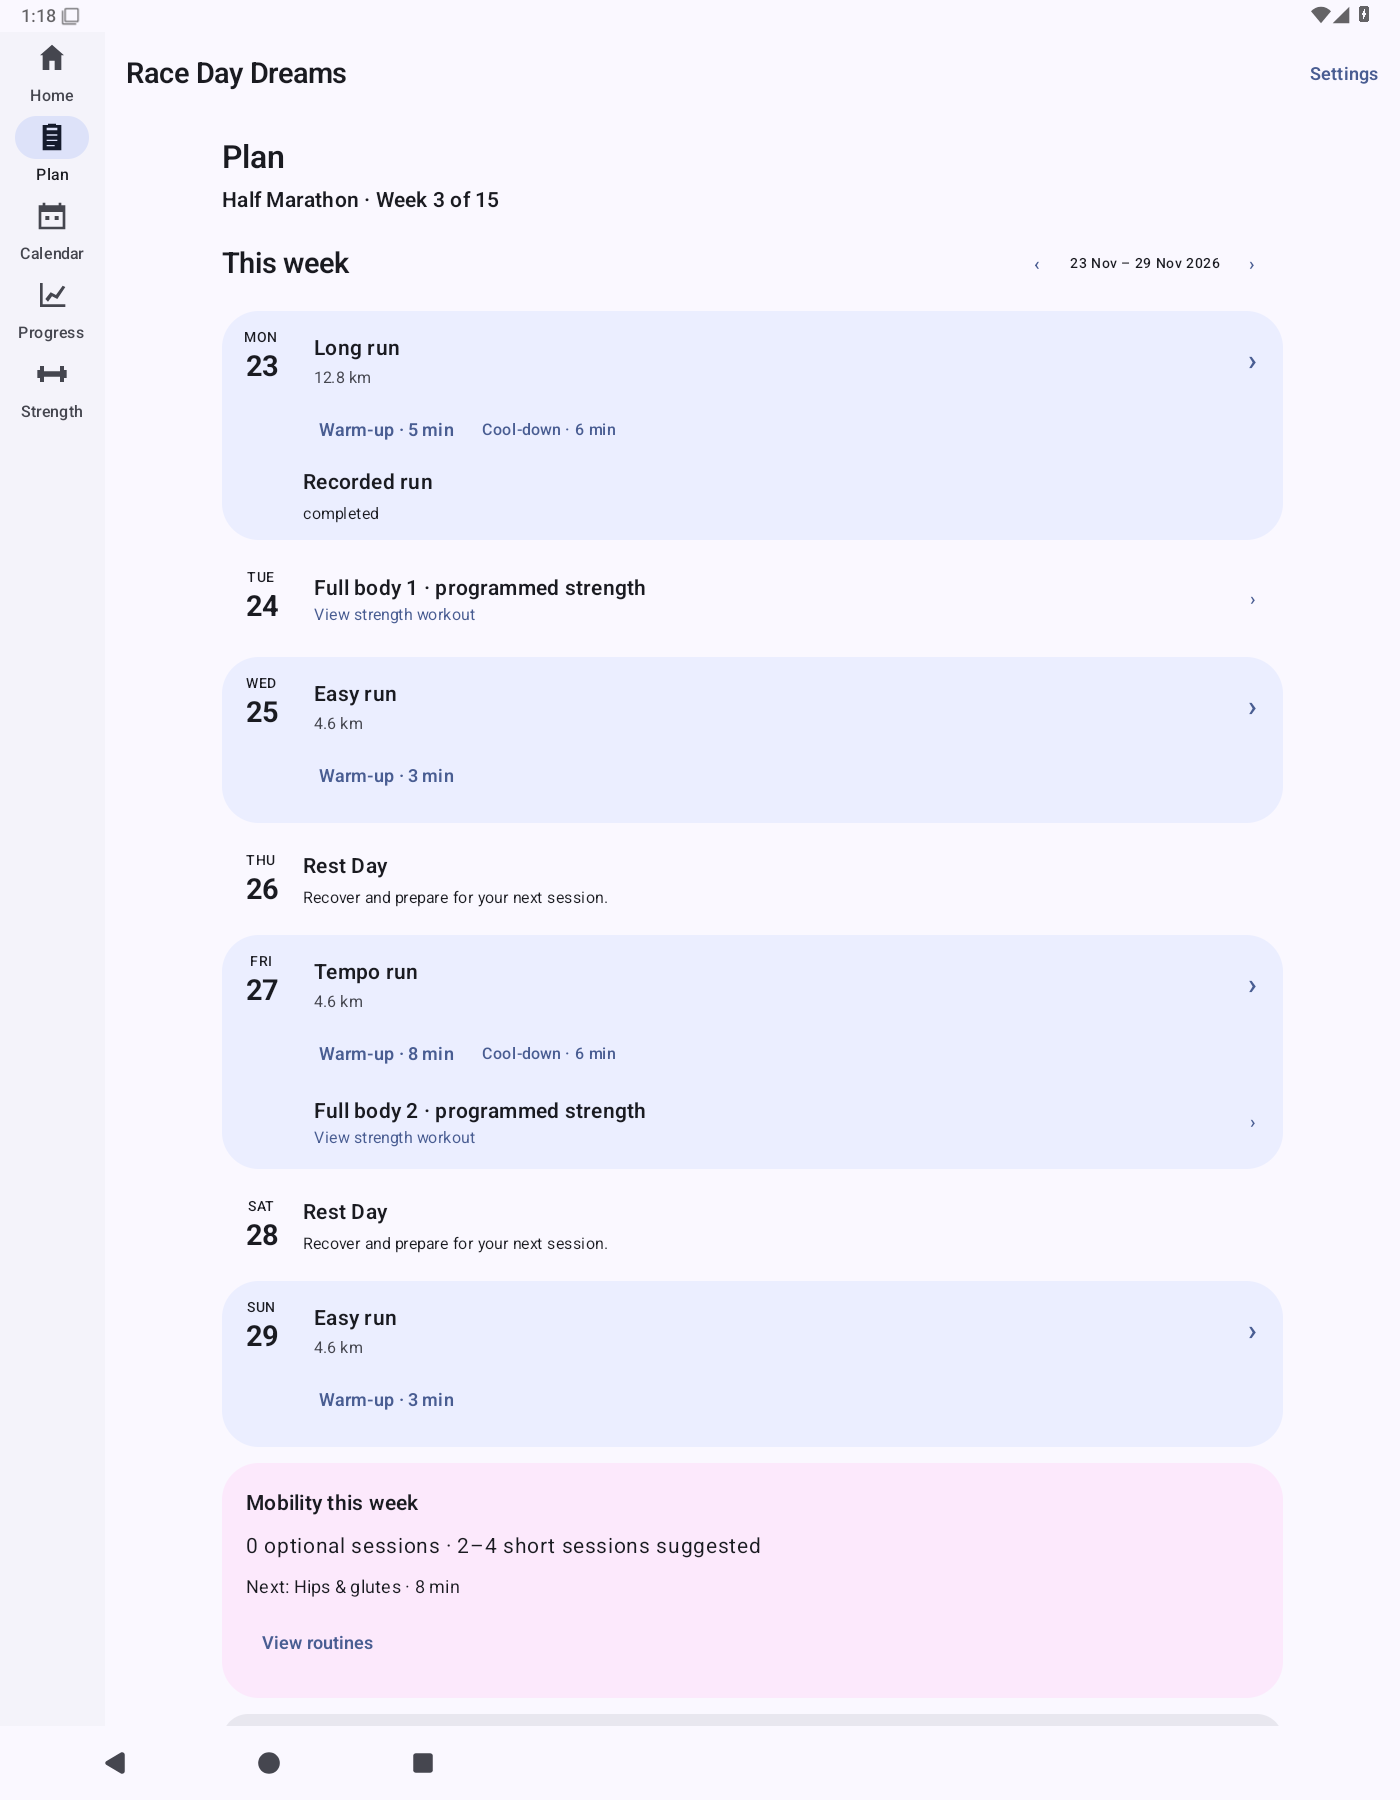 1:18
Home
Plan
Calendar
Progress
Strength
Race Day Dreams
Settings
Plan
Half Marathon · Week 3 of 15
This week
‹ 23 Nov – 29 Nov 2026 ›
MON
23
Long run
12.8 km
›
Warm-up · 5 min Cool-down · 6 min
Recorded run
completed
TUE
24
Full body 1 · programmed strength
View strength workout
›
WED
25
Easy run
4.6 km
›
Warm-up · 3 min
THU
26
Rest Day
Recover and prepare for your next session.
FRI
27
Tempo run
4.6 km
›
Warm-up · 8 min Cool-down · 6 min
Full body 2 · programmed strength
View strength workout
›
SAT
28
Rest Day
Recover and prepare for your next session.
SUN
29
Easy run
4.6 km
›
Warm-up · 3 min
Mobility this week
0 optional sessions · 2–4 short sessions suggested
Next: Hips & glutes · 8 min
View routines